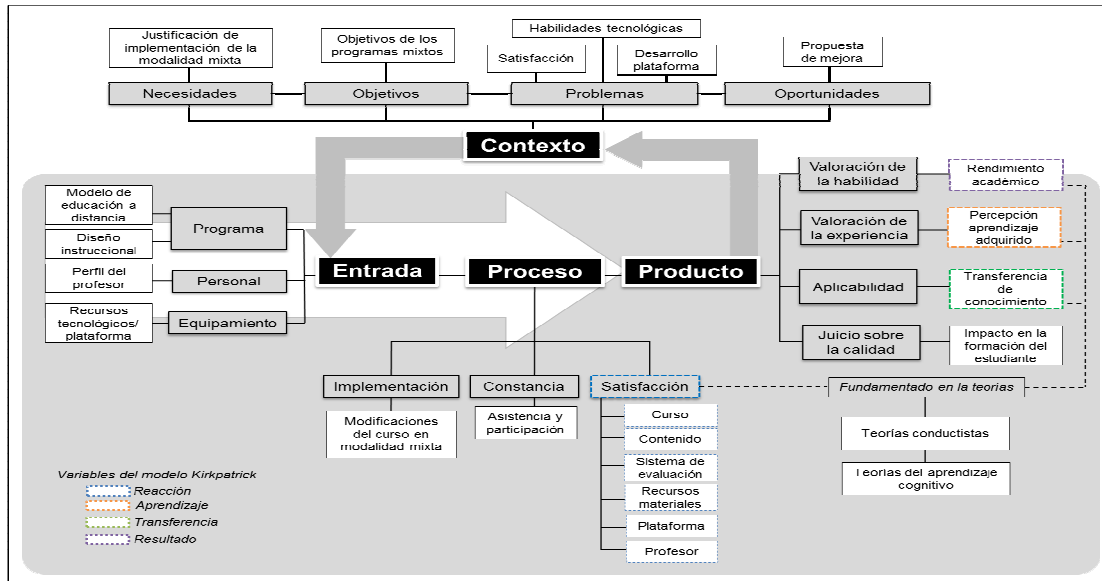 Justificación de
implementación de la
modalidad mixta
Objetivos de los
programas mixtos
Habilidades tecnológicas
Satisfacción
Desarrollo
plataforma
Propuesta
de mejora
Necesidades
Objetivos
Problemas
Oportunidades
Contexto
Modelo de
educación a
distancia
Diseño
instruccional
Perfil del
profesor
Recursos
tecnológicos/
plataforma
Programa
Personal
Equipamiento
Entrada
Proceso
Producto
Valoración de
la habilidad
Rendimiento
académico
Valoración de
la experiencia
Percepción
aprendizaje
adquirido
Aplicabilidad
Transferencia
de
conocimiento
Juicio sobre
la calidad
Impacto en la
formación del
estudiante
Implementación
Modificaciones
del curso en
modalidad mixta
Constancia
Asistencia y
participación
Satisfacción
Curso
Contenido
Sistema de
evaluación
Recursos
materiales
Plataforma
Profesor
Fundamentado en la teorías
Teorías conductistas
Teorías del aprendizaje
cognitivo
Variables del modelo Kirkpatrick
Reacción
Aprendizaje
Transferencia
Resultado